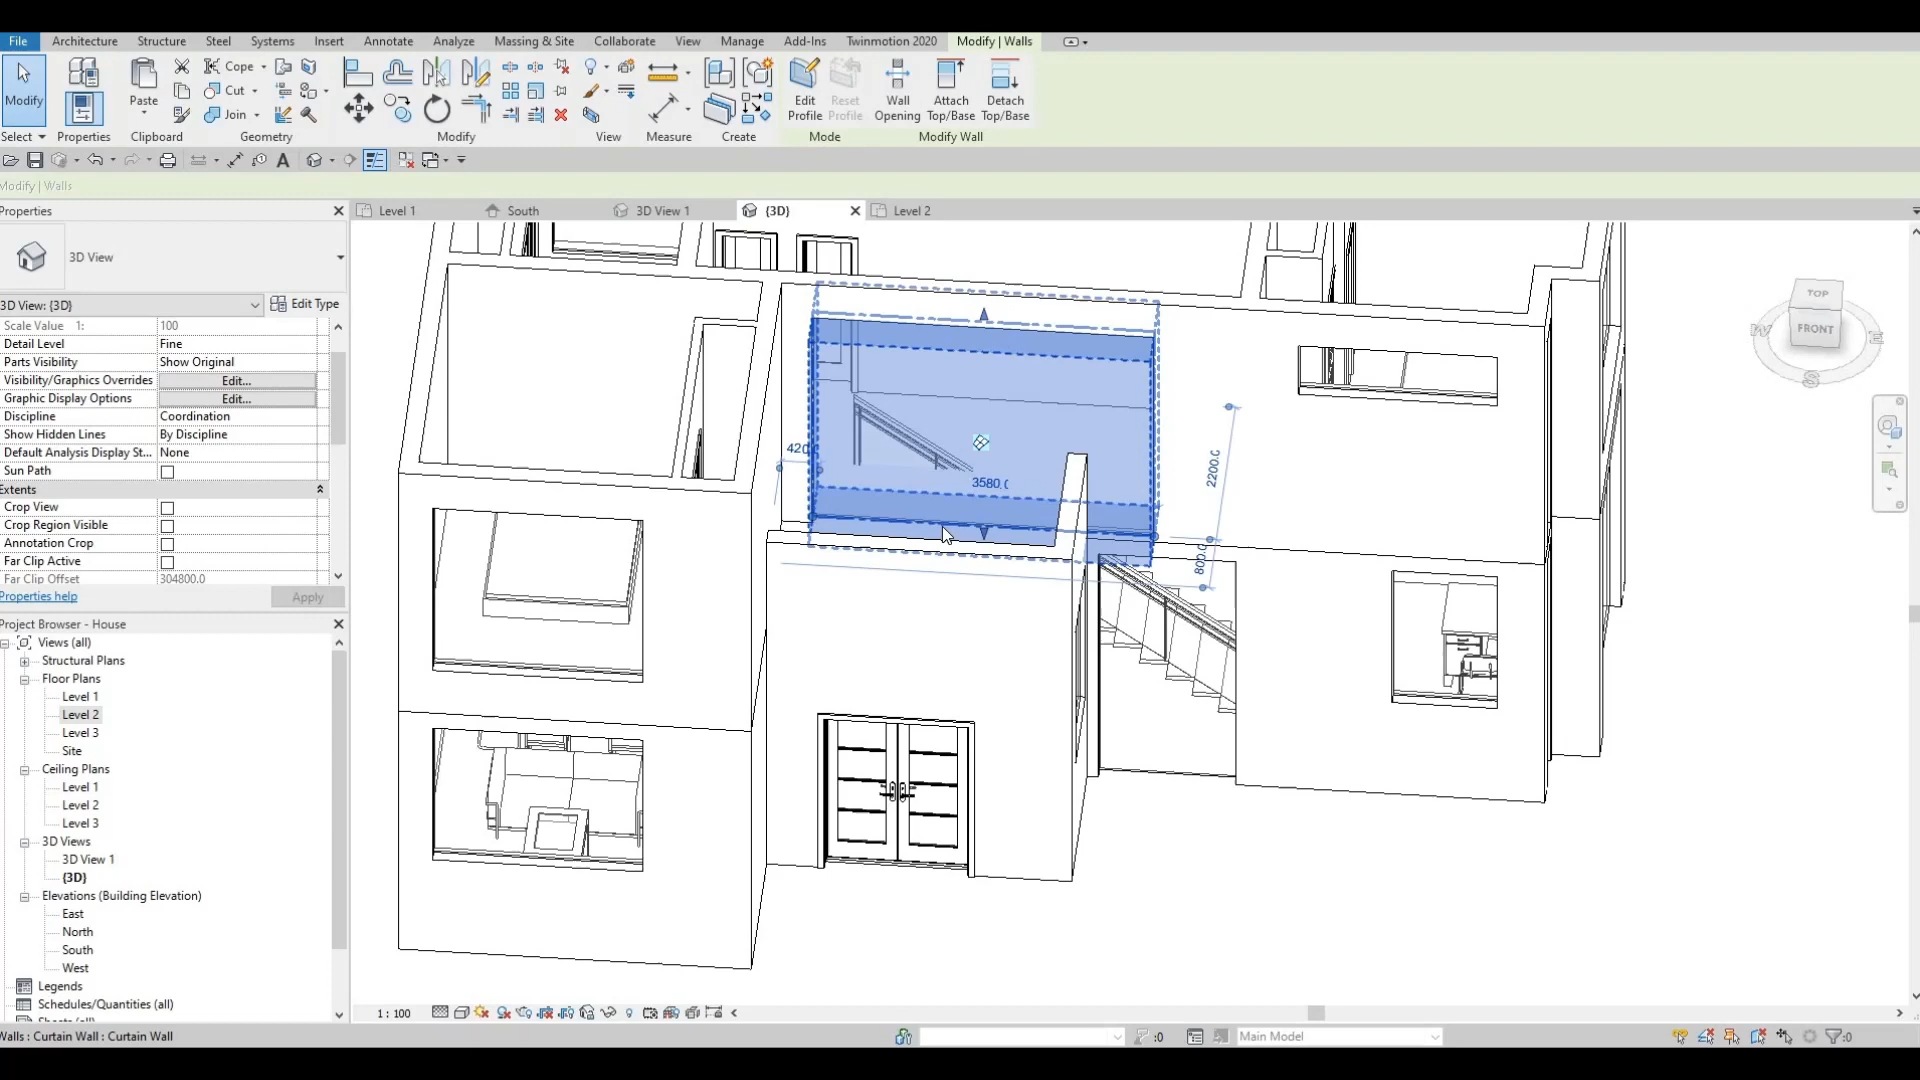 File Architecture Structure Steel Systems Insert Annotate Analyze Massing & Site Collaborate View Manage Add-Ins Twinmotion 2020 Modify | Walls
Modify
Paste
Cope
Cut
Join
Edit Profile
Reset Profile
Wall Opening
Attach Top/Base
Detach Top/Base
Select Properties Clipboard Geometry Modify View Measure Create Mode Modify Wall
Modify | Walls
Properties
Level 1 South 3D View 1 {3D} Level 2
3D View
3D View: {3D} Edit Type
Scale Value 1: 100
Detail Level Fine
Parts Visibility Show Original
Visibility/Graphics Overrides Edit...
Graphic Display Options Edit...
Discipline Coordination
Show Hidden Lines By Discipline
Default Analysis Display St... None
Sun Path
Extents
Crop View
Crop Region Visible
Annotation Crop
Far Clip Active
Far Clip Offset 304800.0
Properties help Apply
Project Browser - House
Views (all)
Structural Plans
Floor Plans
Level 1
Level 2
Level 3
Site
Ceiling Plans
Level 1
Level 2
Level 3
3D Views
3D View 1
{3D}
Elevations (Building Elevation)
East
North
South
West
Legends
Schedules/Quantities (all)
420
3580.0
2200.0
800.0
TOP
FRONT
W
E
S
1 : 100
Walls : Curtain Wall : Curtain Wall
:0
Main Model
:0